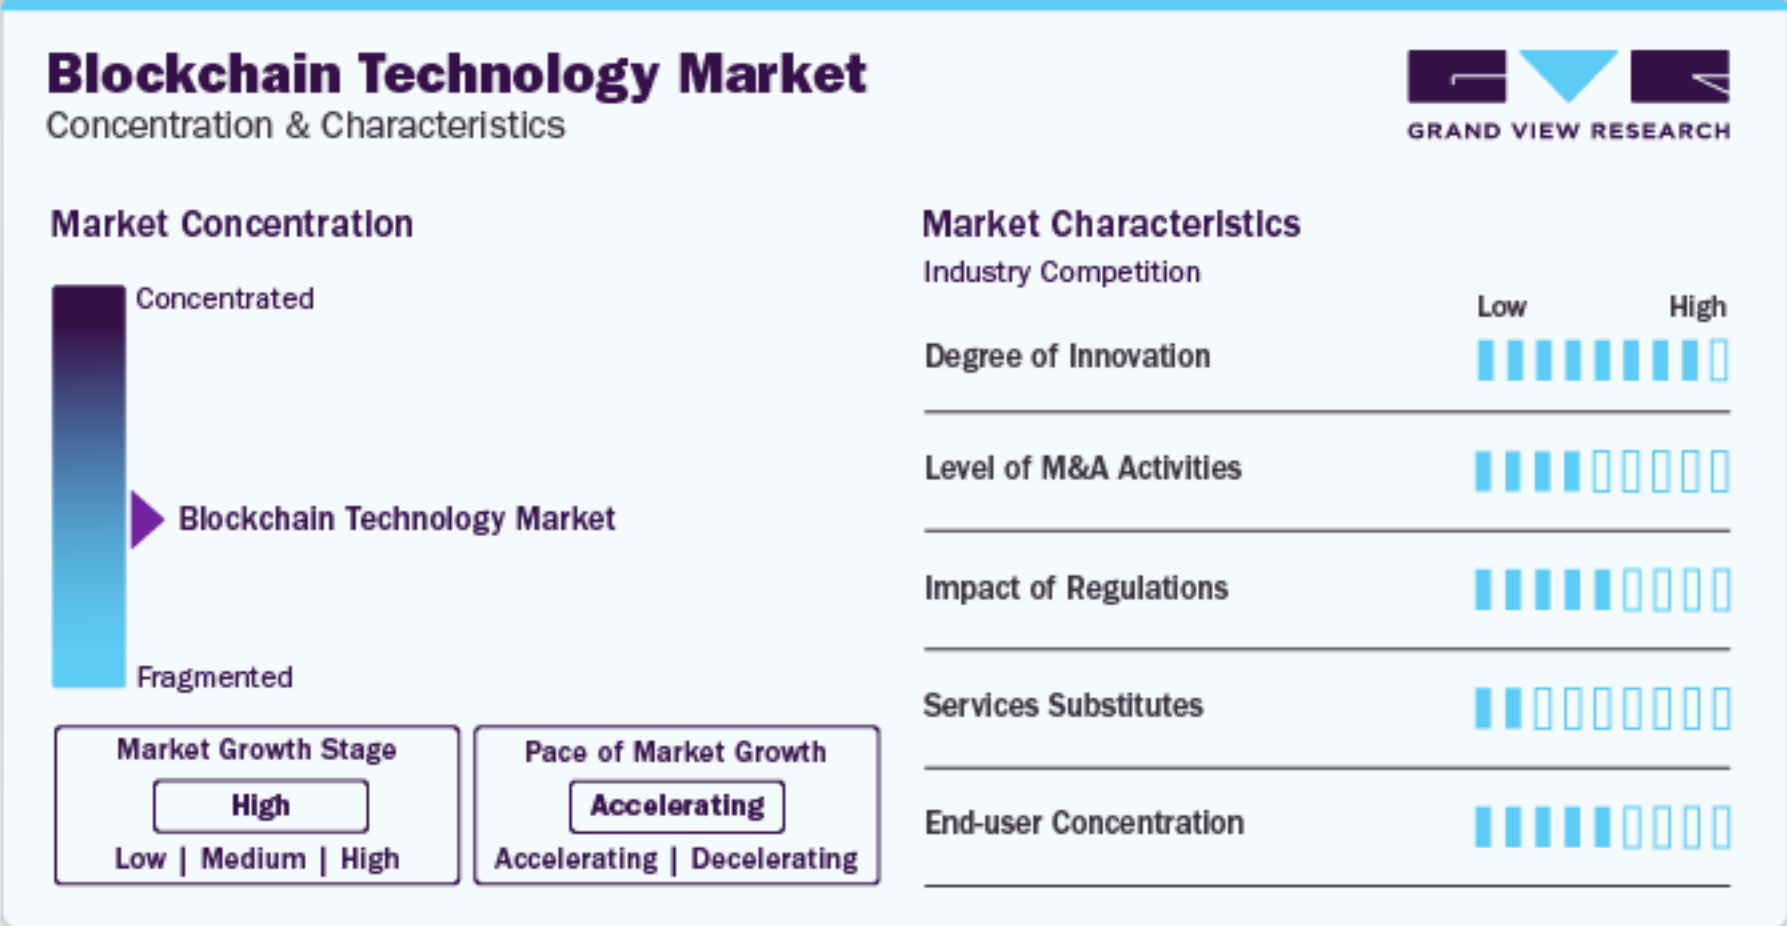 Blockchain Technology Market
Concentration & Characteristics
GRAND VIEW RESEARCH
Market Concentration
Concentrated
Blockchain Technology Market
Fragmented
Market Growth Stage
High
Low | Medium | High
Pace of Market Growth
Accelerating
Accelerating | Decelerating
Market Characteristics
Industry Competition
Low High
Degree of Innovation
Level of M&A Activities
Impact of Regulations
Services Substitutes
End-user Concentration